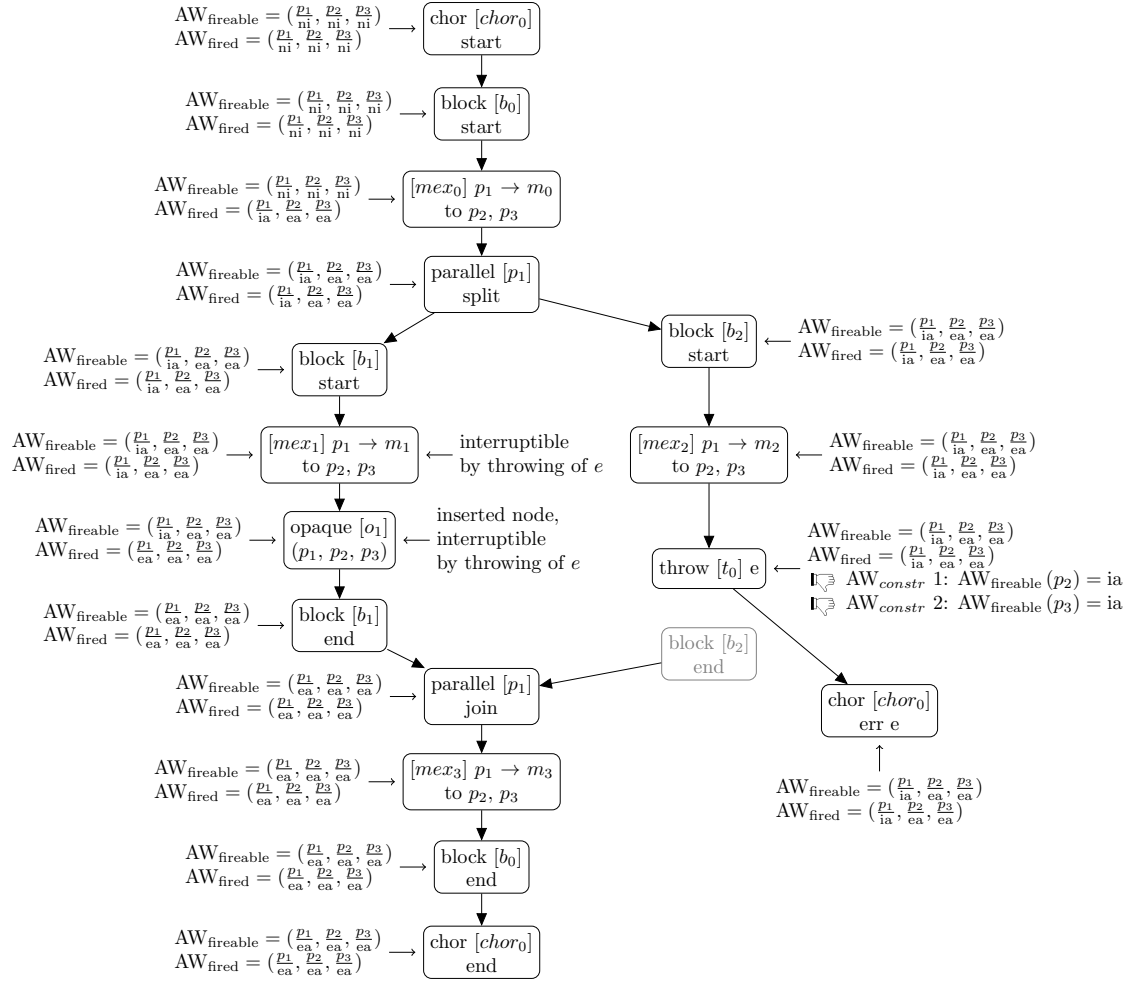 AW_fireable = (p₁/ni, p₂/ni, p₃/ni)
AW_fired = (p₁/ni, p₂/ni, p₃/ni)
chor [chor₀]
start
AW_fireable = (p₁/ni, p₂/ni, p₃/ni)
AW_fired = (p₁/ni, p₂/ni, p₃/ni)
block [b₀]
start
AW_fireable = (p₁/ni, p₂/ni, p₃/ni)
AW_fired = (p₁/ia, p₂/ea, p₃/ea)
[mex₀] p₁ → m₀
to p₂, p₃
AW_fireable = (p₁/ia, p₂/ea, p₃/ea)
AW_fired = (p₁/ia, p₂/ea, p₃/ea)
parallel [p₁]
split
AW_fireable = (p₁/ia, p₂/ea, p₃/ea)
AW_fired = (p₁/ia, p₂/ea, p₃/ea)
block [b₁]
start
block [b₂]
start
AW_fireable = (p₁/ia, p₂/ea, p₃/ea)
AW_fired = (p₁/ia, p₂/ea, p₃/ea)
AW_fireable = (p₁/ia, p₂/ea, p₃/ea)
AW_fired = (p₁/ia, p₂/ea, p₃/ea)
[mex₁] p₁ → m₁
to p₂, p₃
interruptible
by throwing of e
[mex₂] p₁ → m₂
to p₂, p₃
AW_fireable = (p₁/ia, p₂/ea, p₃/ea)
AW_fired = (p₁/ia, p₂/ea, p₃/ea)
AW_fireable = (p₁/ia, p₂/ea, p₃/ea)
AW_fired = (p₁/ea, p₂/ea, p₃/ea)
opaque [o₁]
(p₁, p₂, p₃)
inserted node,
interruptible
by throwing of e
throw [t₀] e
AW_fireable = (p₁/ia, p₂/ea, p₃/ea)
AW_fired = (p₁/ia, p₂/ea, p₃/ea)
☞ AW_constr 1: AW_fireable (p₂) = ia
☞ AW_constr 2: AW_fireable (p₃) = ia
AW_fireable = (p₁/ea, p₂/ea, p₃/ea)
AW_fired = (p₁/ea, p₂/ea, p₃/ea)
block [b₁]
end
block [b₂]
end
AW_fireable = (p₁/ea, p₂/ea, p₃/ea)
AW_fired = (p₁/ea, p₂/ea, p₃/ea)
parallel [p₁]
join
chor [chor₀]
err e
AW_fireable = (p₁/ia, p₂/ea, p₃/ea)
AW_fired = (p₁/ia, p₂/ea, p₃/ea)
AW_fireable = (p₁/ea, p₂/ea, p₃/ea)
AW_fired = (p₁/ea, p₂/ea, p₃/ea)
[mex₃] p₁ → m₃
to p₂, p₃
AW_fireable = (p₁/ea, p₂/ea, p₃/ea)
AW_fired = (p₁/ea, p₂/ea, p₃/ea)
block [b₀]
end
AW_fireable = (p₁/ea, p₂/ea, p₃/ea)
AW_fired = (p₁/ea, p₂/ea, p₃/ea)
chor [chor₀]
end